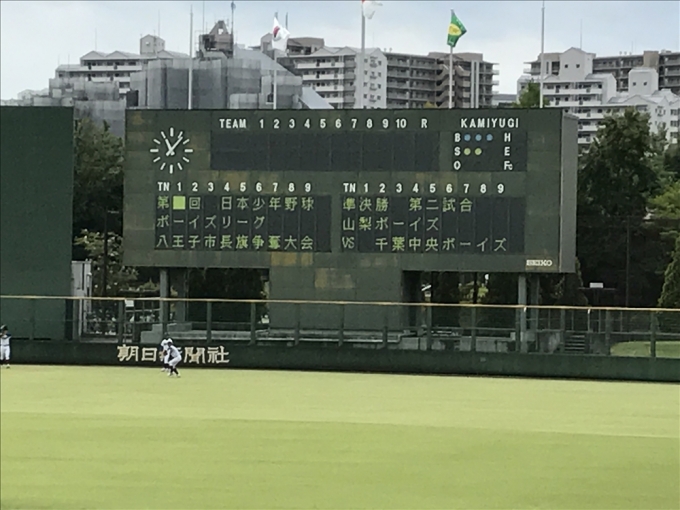 TEAM 1 2 3 4 5 6 7 8 9 10 R KAMIYUGI
B H
S E
O Fc
TN 1 2 3 4 5 6 7 8 9
第 回 日本少年野球
ボーイズリーグ
八王子市長旗争奪大会
TN 1 2 3 4 5 6 7 8 9
準決勝 第二試合
山梨ボーイズ
VS 千葉中央ボーイズ
SEIKO
朝日 聞社